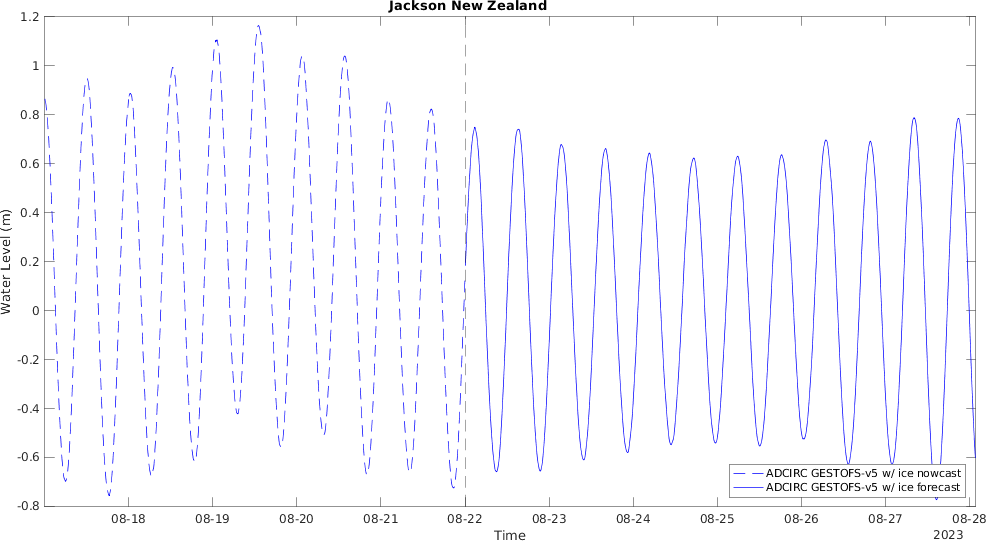 Jackson New Zealand
1.2
1
0.8
0.6
0.4
0.2
0
-0.2
-0.4
-0.6
-0.8
Water Level (m)
ADCIRC GESTOFS-v5 w/ ice nowcast
ADCIRC GESTOFS-v5 w/ ice forecast
08-18 08-19 08-20 08-21 08-22 08-23 08-24 08-25 08-26 08-27 08-28
Time
2023